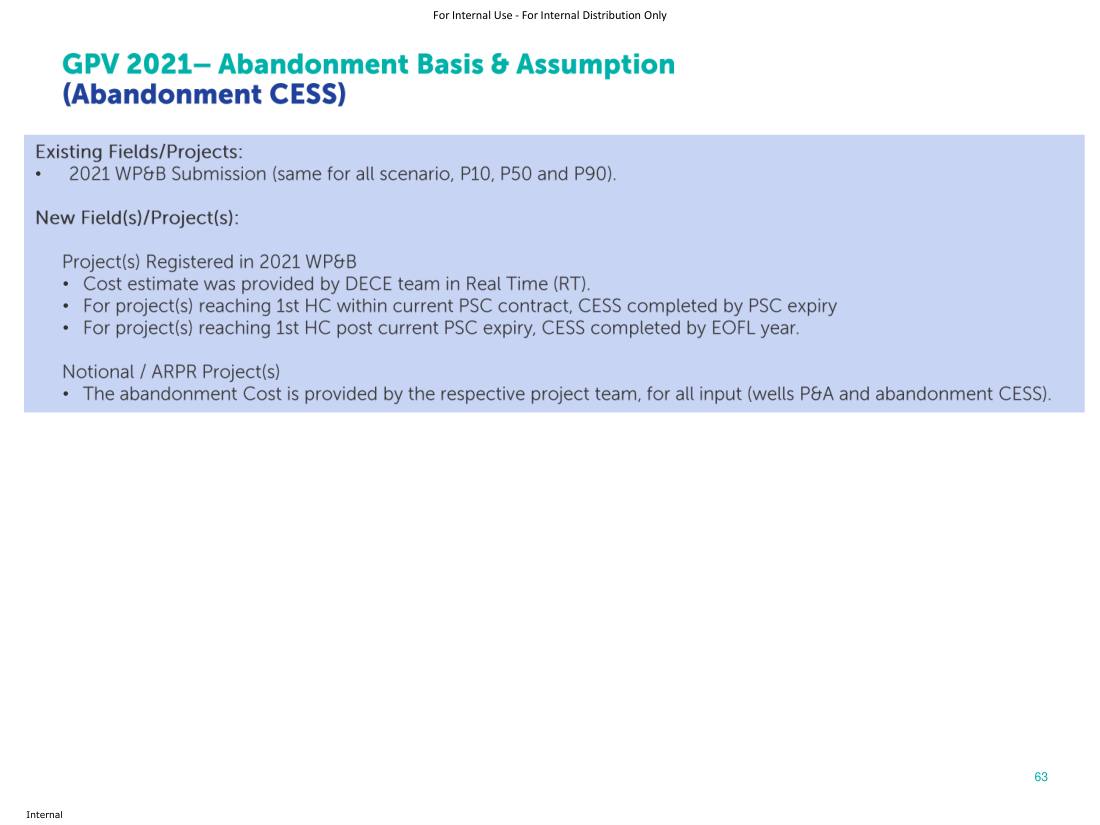 For Internal Use - For Internal Distribution Only
GPV 2021– Abandonment Basis & Assumption
(Abandonment CESS)
Existing Fields/Projects:
• 2021 WP&B Submission (same for all scenario, P10, P50 and P90).
New Field(s)/Project(s):
Project(s) Registered in 2021 WP&B
• Cost estimate was provided by DECE team in Real Time (RT).
• For project(s) reaching 1st HC within current PSC contract, CESS completed by PSC expiry
• For project(s) reaching 1st HC post current PSC expiry, CESS completed by EOFL year.
Notional / ARPR Project(s)
• The abandonment Cost is provided by the respective project team, for all input (wells P&A and abandonment CESS).
63
Internal